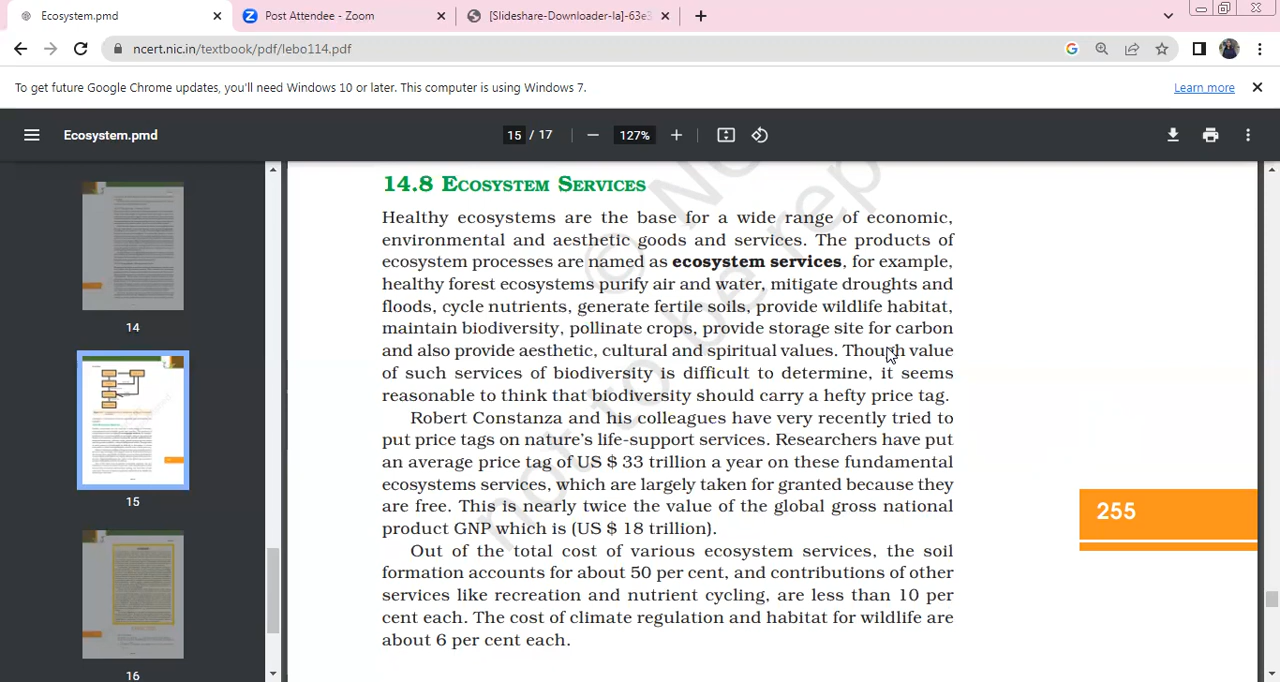 Ecosystem.pmd
Post Attendee - Zoom
[Slideshare-Downloader-la]-63e3
ncert.nic.in/textbook/pdf/lebo114.pdf
To get future Google Chrome updates, you'll need Windows 10 or later. This computer is using Windows 7.
Learn more
Ecosystem.pmd
15 / 17
127%
14
15
16
14.8 ECOSYSTEM SERVICES
Healthy ecosystems are the base for a wide range of economic,
environmental and aesthetic goods and services. The products of
ecosystem processes are named as ecosystem services, for example,
healthy forest ecosystems purify air and water, mitigate droughts and
floods, cycle nutrients, generate fertile soils, provide wildlife habitat,
maintain biodiversity, pollinate crops, provide storage site for carbon
and also provide aesthetic, cultural and spiritual values. Though value
of such services of biodiversity is difficult to determine, it seems
reasonable to think that biodiversity should carry a hefty price tag.
Robert Constanza and his colleagues have very recently tried to
put price tags on nature's life-support services. Researchers have put
an average price tag of US $ 33 trillion a year on these fundamental
ecosystems services, which are largely taken for granted because they
are free. This is nearly twice the value of the global gross national
product GNP which is (US $ 18 trillion).
Out of the total cost of various ecosystem services, the soil
formation accounts for about 50 per cent, and contributions of other
services like recreation and nutrient cycling, are less than 10 per
cent each. The cost of climate regulation and habitat for wildlife are
about 6 per cent each.
255
not to be rep